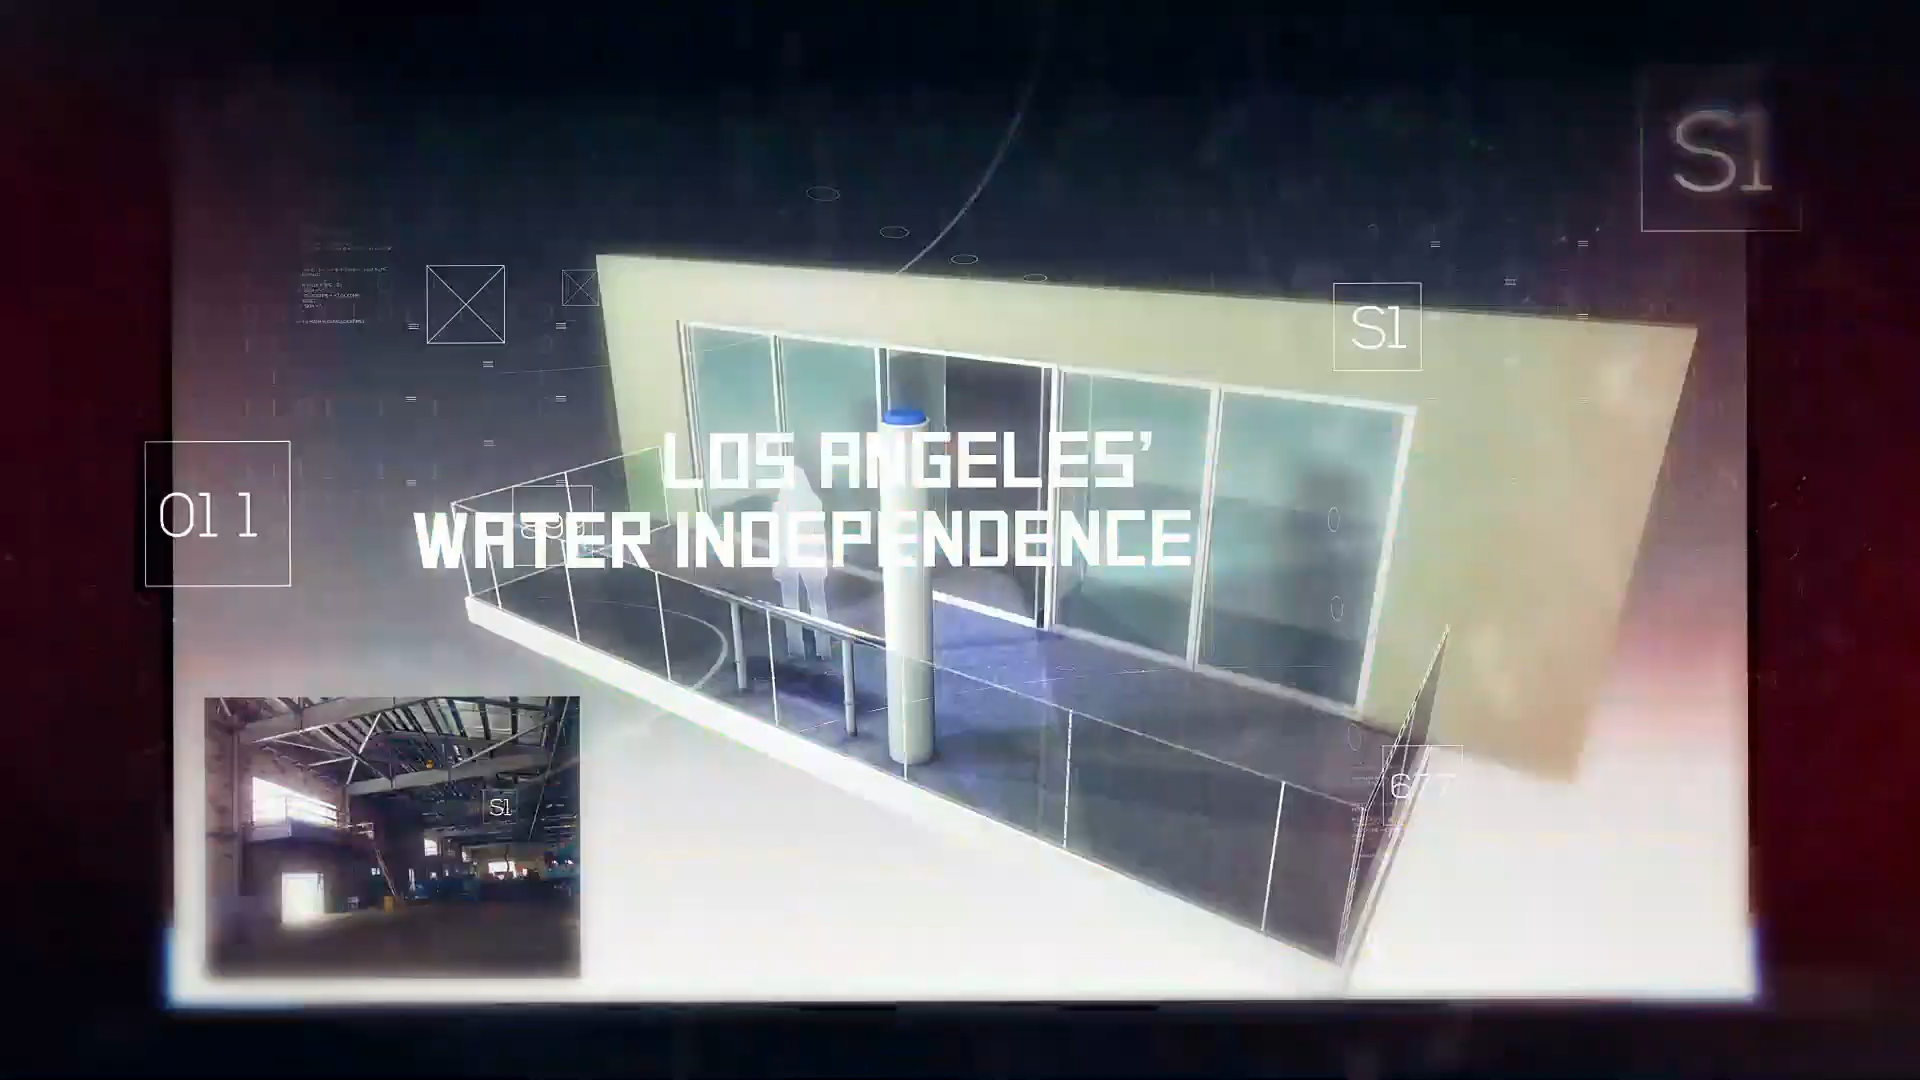 S1
S1
LOS ANGELES'
011
WATER INDEPENDENCE
677
S1